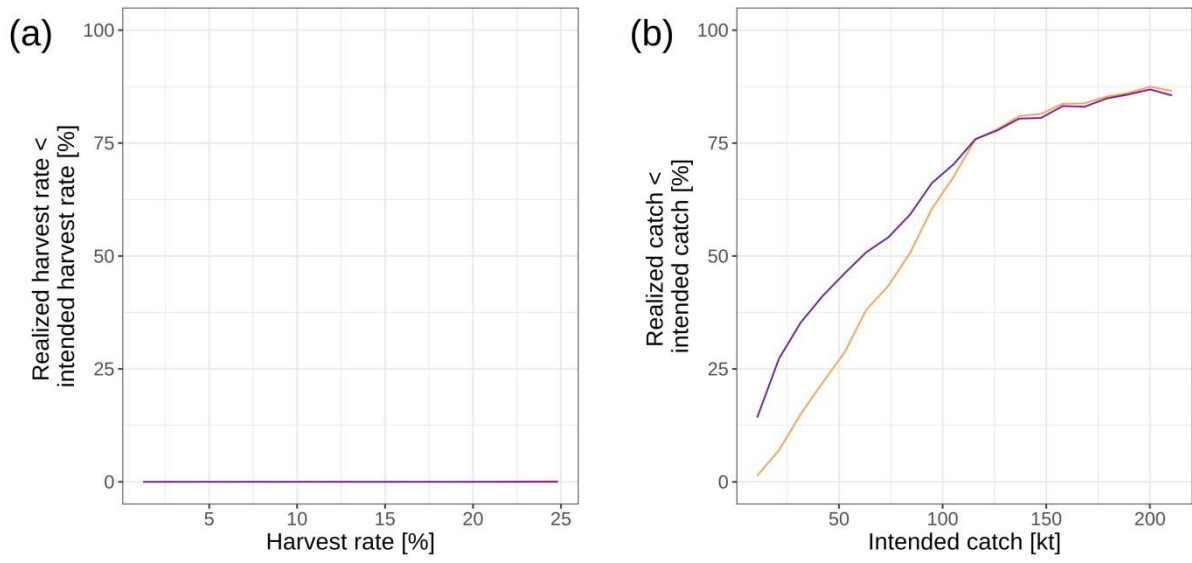 (a)
Realized harvest rate <
intended harvest rate [%]
100
75
50
25
0
5
10
15
20
25
Harvest rate [%]
(b)
Realized catch <
intended catch [%]
100
75
50
25
0
50
100
150
200
Intended catch [kt]